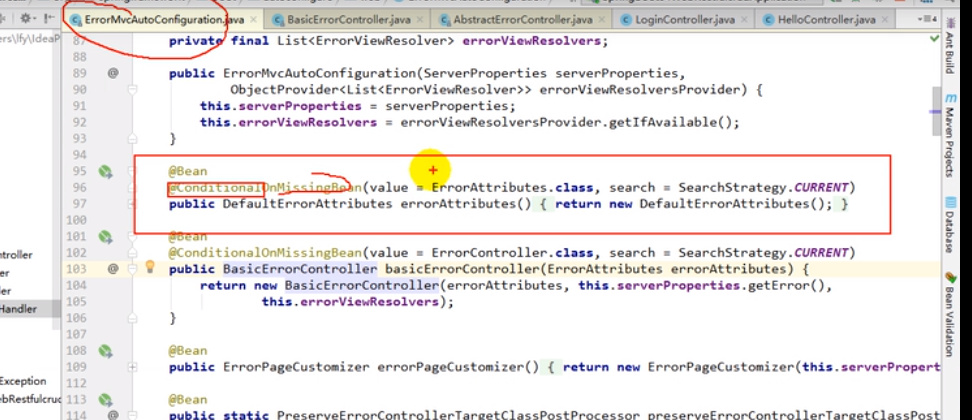 ErrorMvcAutoConfiguration.java BasicErrorController.java AbstractErrorController.java LoginController.java HelloController.java
ers\lfy\IdeaP
87 private final List<ErrorViewResolver> errorViewResolvers;
88
89 public ErrorMvcAutoConfiguration(ServerProperties serverProperties,
90 ObjectProvider<List<ErrorViewResolver>> errorViewResolversProvider) {
91 this.serverProperties = serverProperties;
92 this.errorViewResolvers = errorViewResolversProvider.getIfAvailable();
93 }
94
95 @Bean
96 @ConditionalOnMissingBean(value = ErrorAttributes.class, search = SearchStrategy.CURRENT)
97 public DefaultErrorAttributes errorAttributes() { return new DefaultErrorAttributes(); }
100
101 @Bean
102 @ConditionalOnMissingBean(value = ErrorController.class, search = SearchStrategy.CURRENT)
103 public BasicErrorController basicErrorController(ErrorAttributes errorAttributes) {
104 return new BasicErrorController(errorAttributes, this.serverProperties.getError(),
105 this.errorViewResolvers);
106 }
107
108 @Bean
109 public ErrorPageCustomizer errorPageCustomizer() { return new ErrorPageCustomizer(this.serverPropert
112
113 @Bean
114 public static PreserveErrorControllerTargetClassPostProcessor preserveErrorControllerTargetClassPost
ntroller
er
ler
Handler
Exception
ebRestfulcrud
Ant Build
Maven Projects
Database
Bean Validation